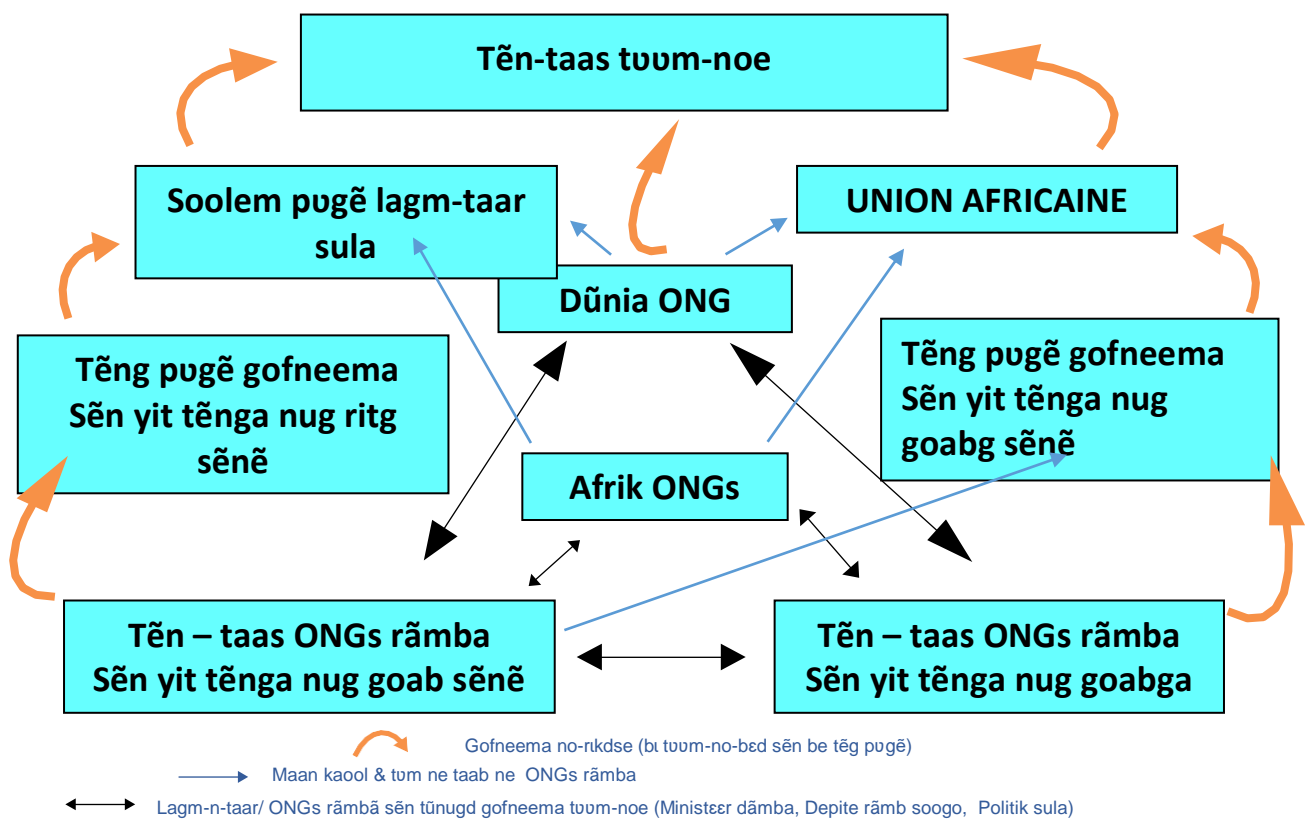 Tẽn-taas tʋʋm-noe
Soolem pʋgẽ lagm-taar
sula
UNION AFRICAINE
Dũnia ONG
Tẽng pʋgẽ gofneema
Sẽn yit tẽnga nug ritg
sẽnẽ
Tẽng pʋgẽ gofneema
Sẽn yit tẽnga nug
goabg sẽnẽ
Afrik ONGs
Tẽn – taas ONGs rãmba
Sẽn yit tẽnga nug goab sẽnẽ
Tẽn – taas ONGs rãmba
Sẽn yit tẽnga nug goabga
Gofneema no-rɩkdse (bɩ tʋʋm-no-bɛd sẽn be tẽg pʋgẽ)
Maan kaool & tʋm ne taab ne ONGs rãmba
Lagm-n-taar/ ONGs rãmbã sẽn tũnugd gofneema tʋʋm-noe (Ministɛɛr dãmba, Depite rãmb soogo, Politik sula)